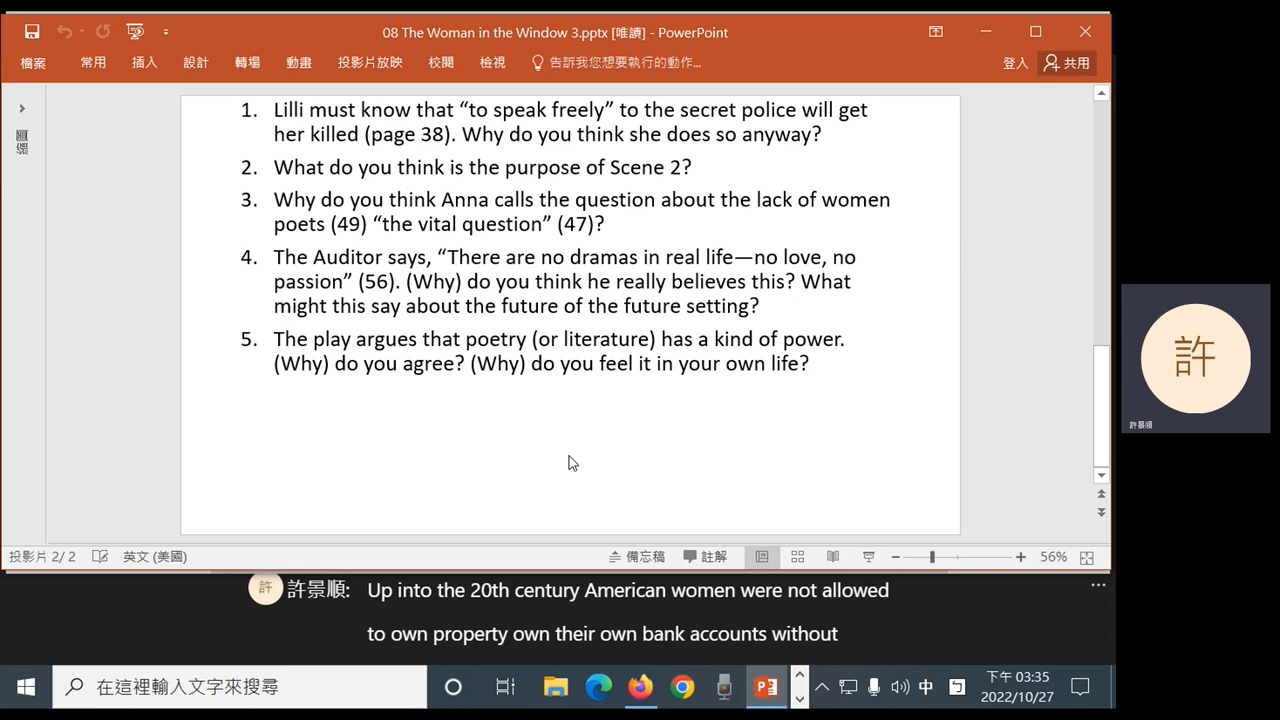 08 The Woman in the Window 3.pptx [唯讀] - PowerPoint
檔案 常用 插入 設計 轉場 動畫 投影片放映 校閱 檢視 告訴我您想要執行的動作... 登入 共用
1. Lilli must know that “to speak freely” to the secret police will get
her killed (page 38). Why do you think she does so anyway?
2. What do you think is the purpose of Scene 2?
3. Why do you think Anna calls the question about the lack of women
poets (49) “the vital question” (47)?
4. The Auditor says, “There are no dramas in real life—no love, no
passion” (56). (Why) do you think he really believes this? What
might this say about the future of the future setting?
5. The play argues that poetry (or literature) has a kind of power.
(Why) do you agree? (Why) do you feel it in your own life?
許
許景順
投影片 2/ 2 英文 (美國) 備忘稿 註解 56%
許 許景順: Up into the 20th century American women were not allowed
to own property own their own bank accounts without
在這裡輸入文字來搜尋
中
下午 03:35
2022/10/27